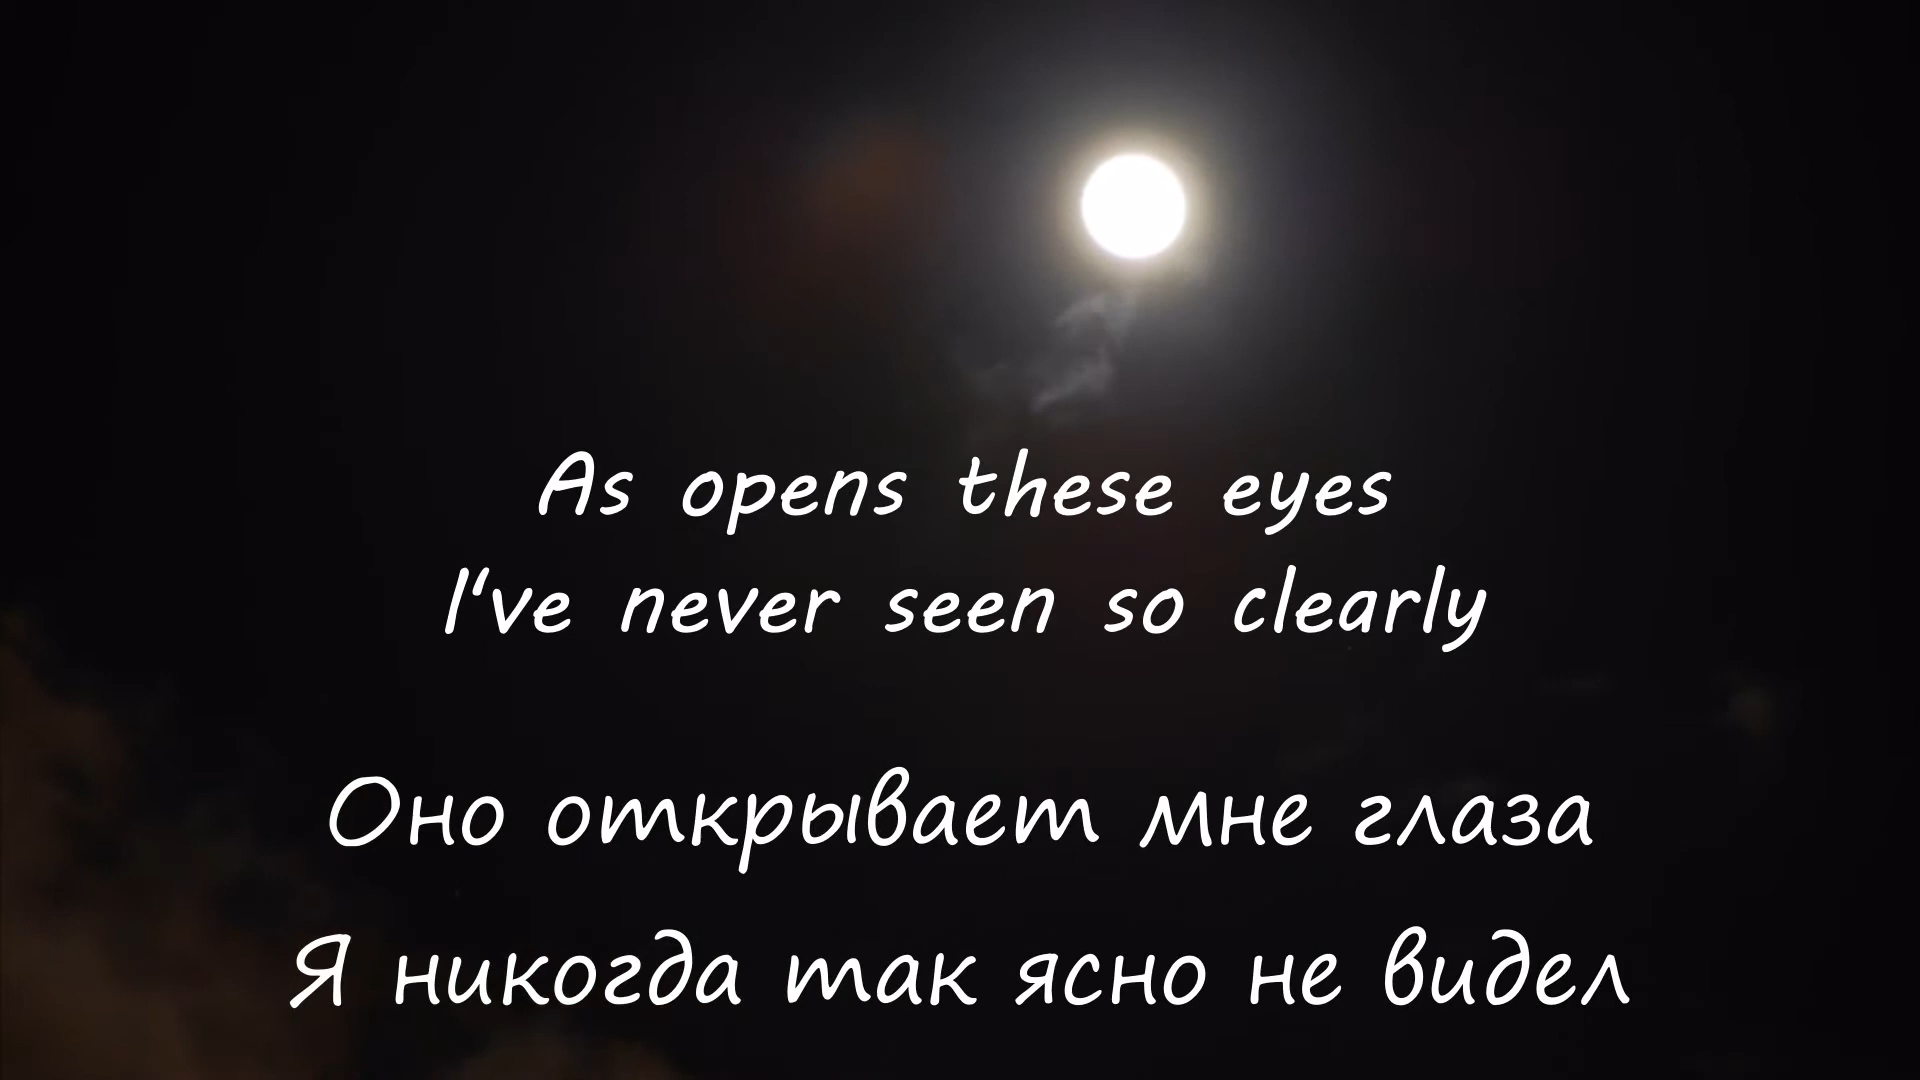 As opens these eyes
I've never seen so clearly
Оно открывает мне глаза
Я никогда так ясно не видел